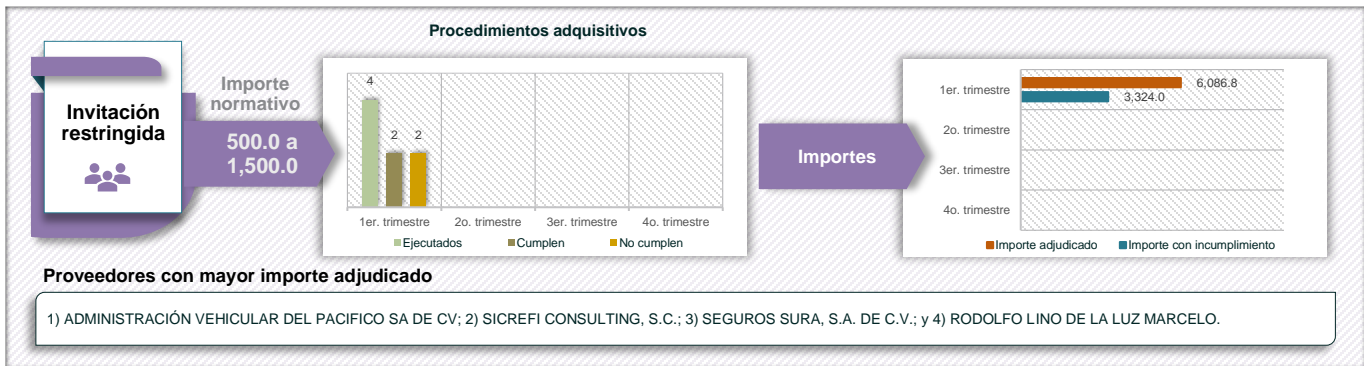 Procedimientos adquisitivos
Invitación
restringida
Importe
normativo
500.0 a
1,500.0
4
2
2
1er. trimestre
2o. trimestre
3er. trimestre
4o. trimestre
Ejecutados
Cumplen
No cumplen
Importes
1er. trimestre
6,086.8
3,324.0
2o. trimestre
3er. trimestre
4o. trimestre
Importe adjudicado
Importe con incumplimiento
Proveedores con mayor importe adjudicado
1) ADMINISTRACIÓN VEHICULAR DEL PACIFICO SA DE CV; 2) SICREFI CONSULTING, S.C.; 3) SEGUROS SURA, S.A. DE C.V.; y 4) RODOLFO LINO DE LA LUZ MARCELO.